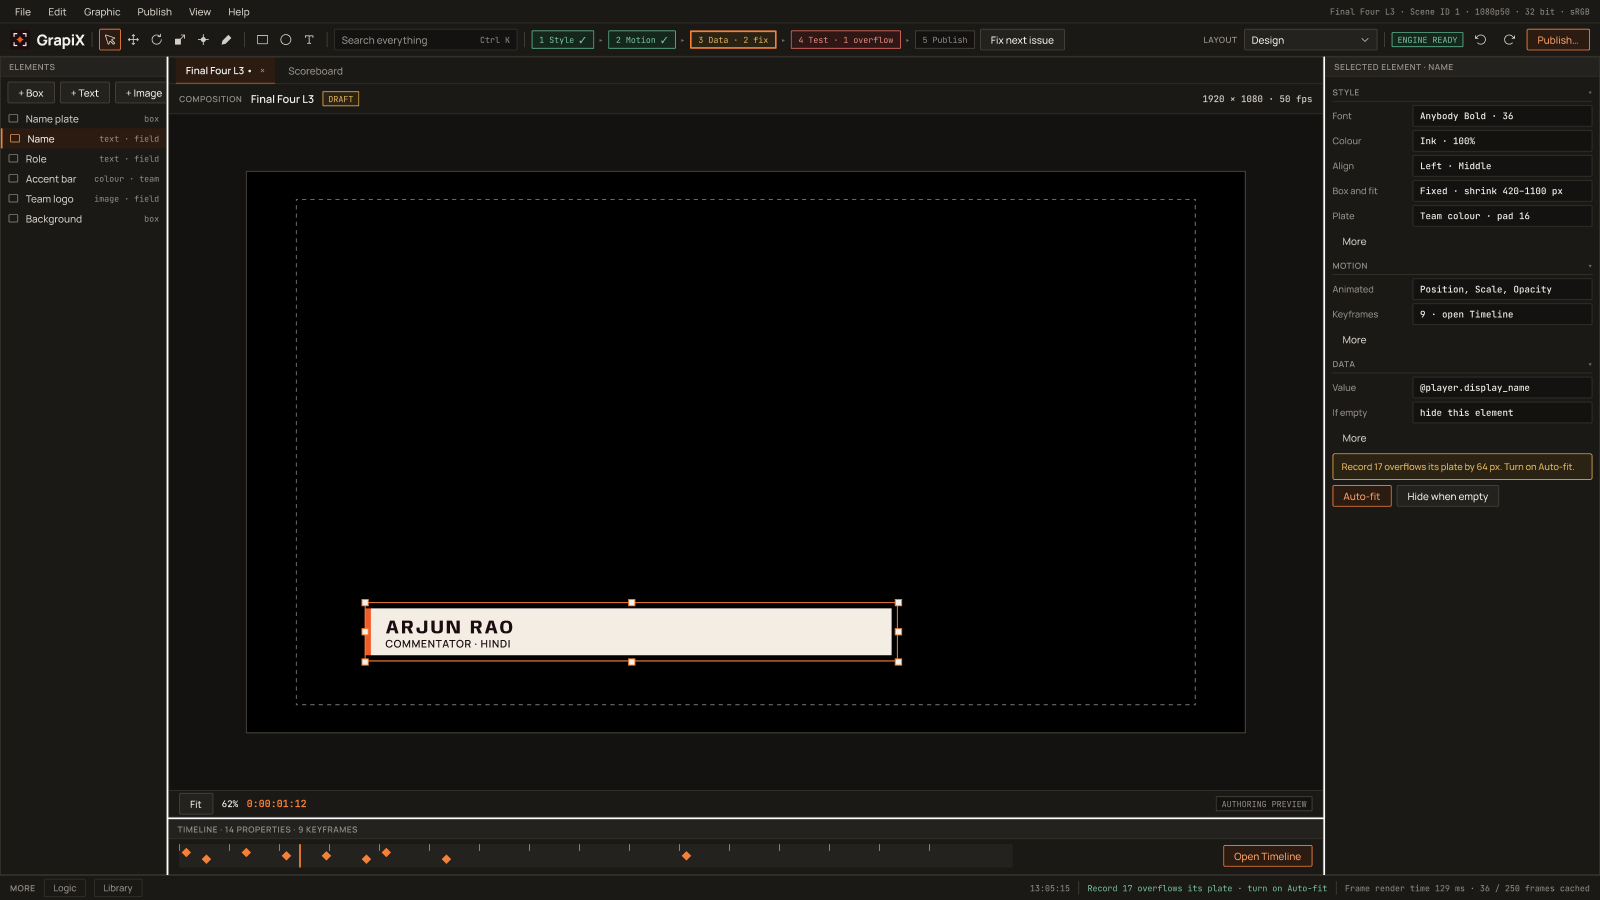 File Edit Graphic Publish View Help
Final Four L3 · Scene ID 1 · 1080p50 · 32 bit · sRGB
GrapiX
Search everything Ctrl K
1 Style ✓ 2 Motion ✓ 3 Data · 2 fix 4 Test · 1 overflow 5 Publish Fix next issue
LAYOUT Design ENGINE READY Publish...
ELEMENTS
+ Box + Text + Image
Name plate box
Name text · field
Role text · field
Accent bar colour · team
Team logo image · field
Background box
Final Four L3 • × Scoreboard
COMPOSITION Final Four L3 DRAFT 1920 × 1080 · 50 fps
ARJUN RAO
COMMENTATOR · HINDI
Fit 62% 0:00:01:12 AUTHORING PREVIEW
TIMELINE · 14 PROPERTIES · 9 KEYFRAMES
Open Timeline
SELECTED ELEMENT · NAME
STYLE
Font Anybody Bold · 36
Colour Ink · 100%
Align Left · Middle
Box and fit Fixed · shrink 420–1100 px
Plate Team colour · pad 16
More
MOTION
Animated Position, Scale, Opacity
Keyframes 9 · open Timeline
More
DATA
Value @player.display_name
If empty hide this element
More
Record 17 overflows its plate by 64 px. Turn on Auto-fit.
Auto-fit Hide when empty
MORE Logic Library
13:05:15 Record 17 overflows its plate · turn on Auto-fit Frame render time 129 ms · 36 / 250 frames cached